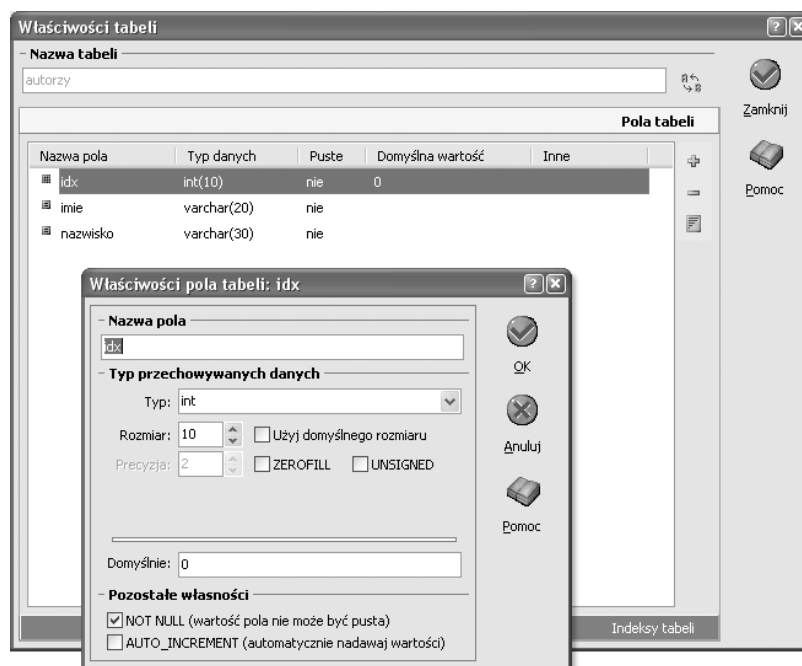 Właściwości tabeli
Nazwa tabeli
autorzy
Zamknij
Pola tabeli
Nazwa pola Typ danych Puste Domyślna wartość Inne
idx int(10) nie 0
imie varchar(20) nie
nazwisko varchar(30) nie
Pomoc
Właściwości pola tabeli: idx
Nazwa pola
idx
OK
Typ przechowywanych danych
Typ: int
Rozmiar: 10 Użyj domyślnego rozmiaru
Anuluj
Precyzja: 2 ZEROFILL UNSIGNED
Pomoc
Domyślnie: 0
Pozostałe własności
NOT NULL (wartość pola nie może być pusta)
AUTO_INCREMENT (automatycznie nadawaj wartości)
Indeksy tabeli